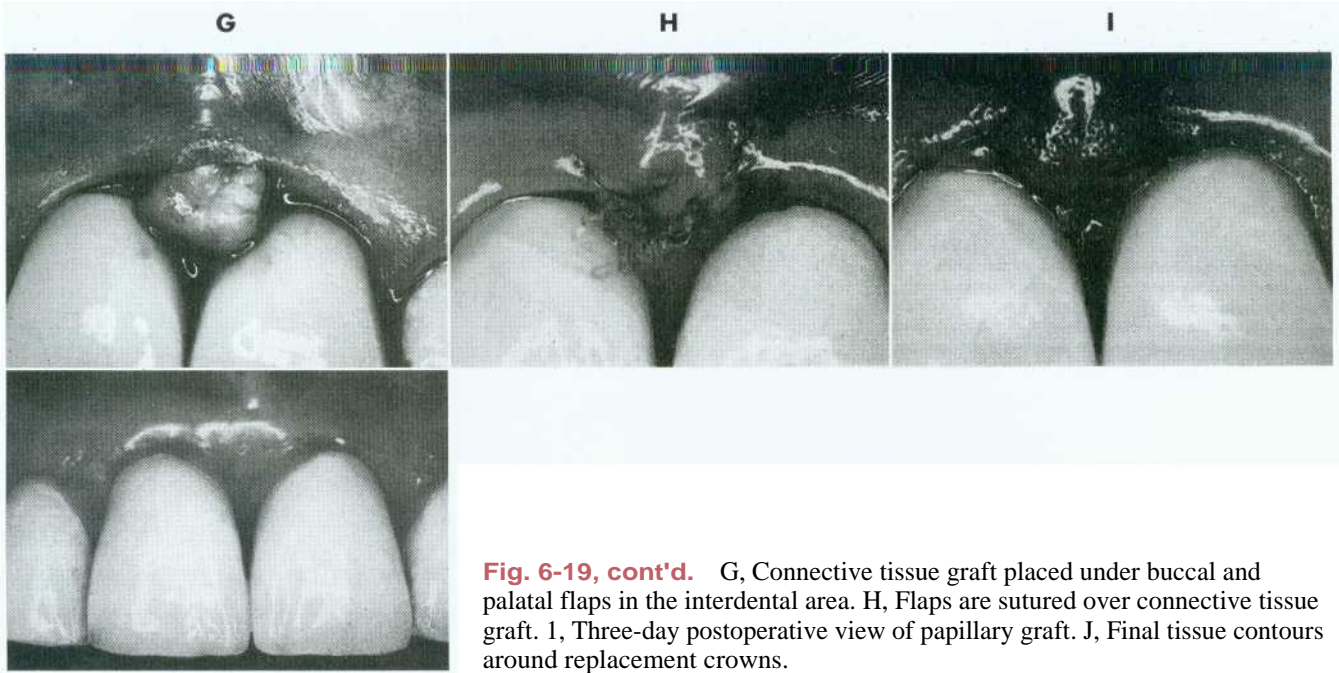 G H I
Fig. 6-19, cont'd. G, Connective tissue graft placed under buccal and
palatal flaps in the interdental area. H, Flaps are sutured over connective tissue
graft. 1, Three-day postoperative view of papillary graft. J, Final tissue contours
around replacement crowns.